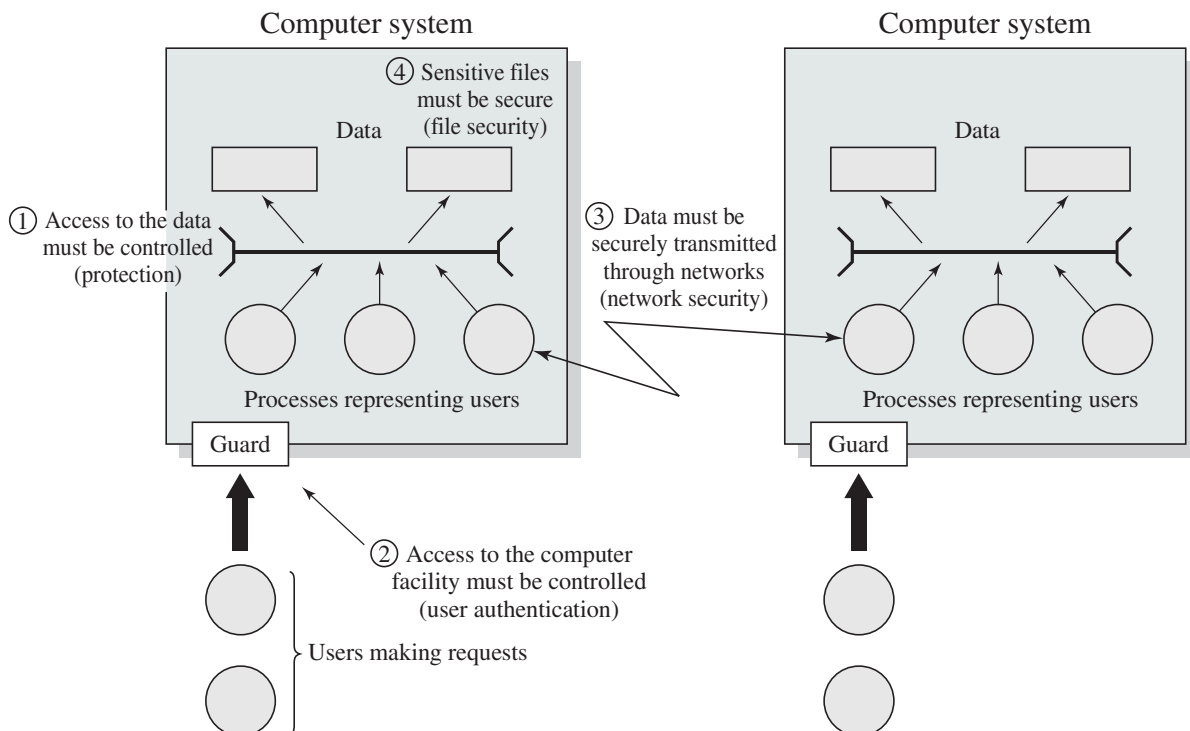 Computer system
④ Sensitive files
must be secure
(file security)
Data
① Access to the data
must be controlled
(protection)
Processes representing users
Guard
② Access to the computer
facility must be controlled
(user authentication)
Users making requests
③ Data must be
securely transmitted
through networks
(network security)
Computer system
Data
Processes representing users
Guard